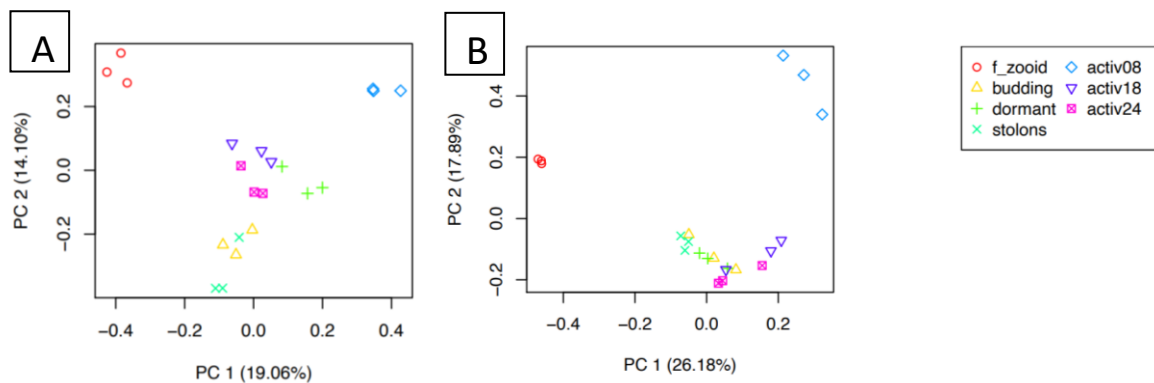 A
PC 2 (14.10%)
0.2
0.0
−0.2
−0.4
−0.2
0.0
0.2
0.4
PC 1 (19.06%)
B
PC 2 (17.89%)
0.4
0.2
0.0
−0.2
−0.4
−0.2
0.0
0.2
PC 1 (26.18%)
f_zooid
budding
dormant
stolons
activ08
activ18
activ24